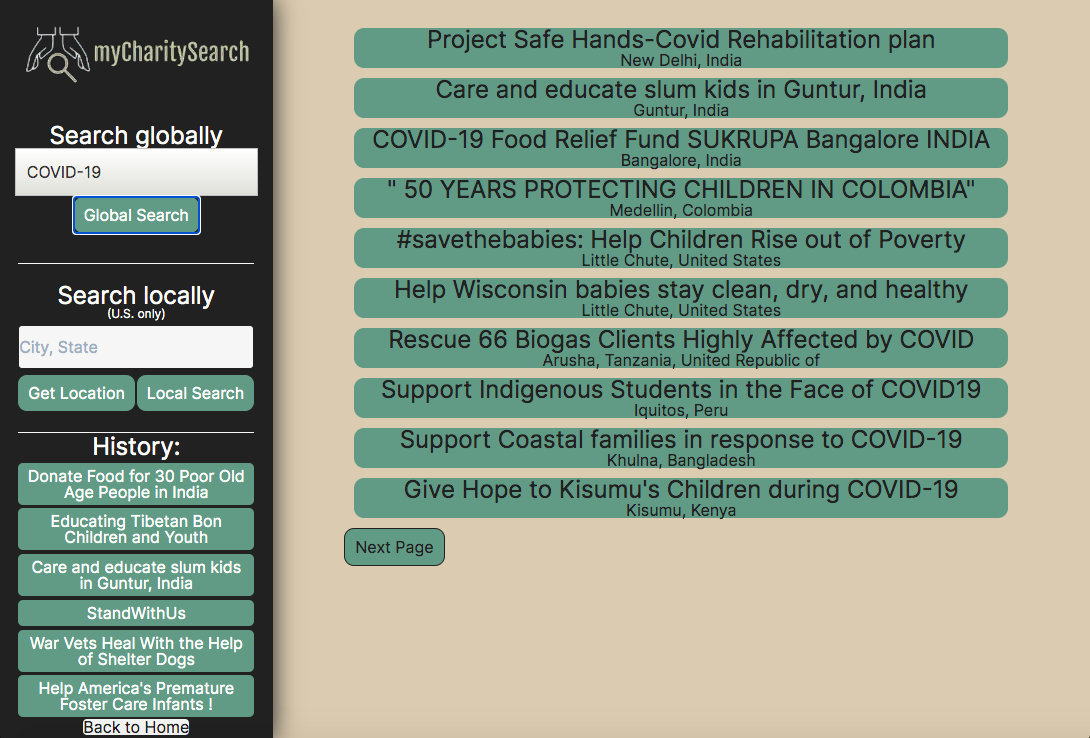 myCharitySearch
Search globally
COVID-19
Global Search
Search locally
(U.S. only)
City, State
Get Location
Local Search
History:
Donate Food for 30 Poor Old
Age People in India
Educating Tibetan Bon
Children and Youth
Care and educate slum kids
in Guntur, India
StandWithUs
War Vets Heal With the Help
of Shelter Dogs
Help America's Premature
Foster Care Infants !
Back to Home
Project Safe Hands-Covid Rehabilitation plan
New Delhi, India
Care and educate slum kids in Guntur, India
Guntur, India
COVID-19 Food Relief Fund SUKRUPA Bangalore INDIA
Bangalore, India
" 50 YEARS PROTECTING CHILDREN IN COLOMBIA"
Medellin, Colombia
#savethebabies: Help Children Rise out of Poverty
Little Chute, United States
Help Wisconsin babies stay clean, dry, and healthy
Little Chute, United States
Rescue 66 Biogas Clients Highly Affected by COVID
Arusha, Tanzania, United Republic of
Support Indigenous Students in the Face of COVID19
Iquitos, Peru
Support Coastal families in response to COVID-19
Khulna, Bangladesh
Give Hope to Kisumu's Children during COVID-19
Kisumu, Kenya
Next Page